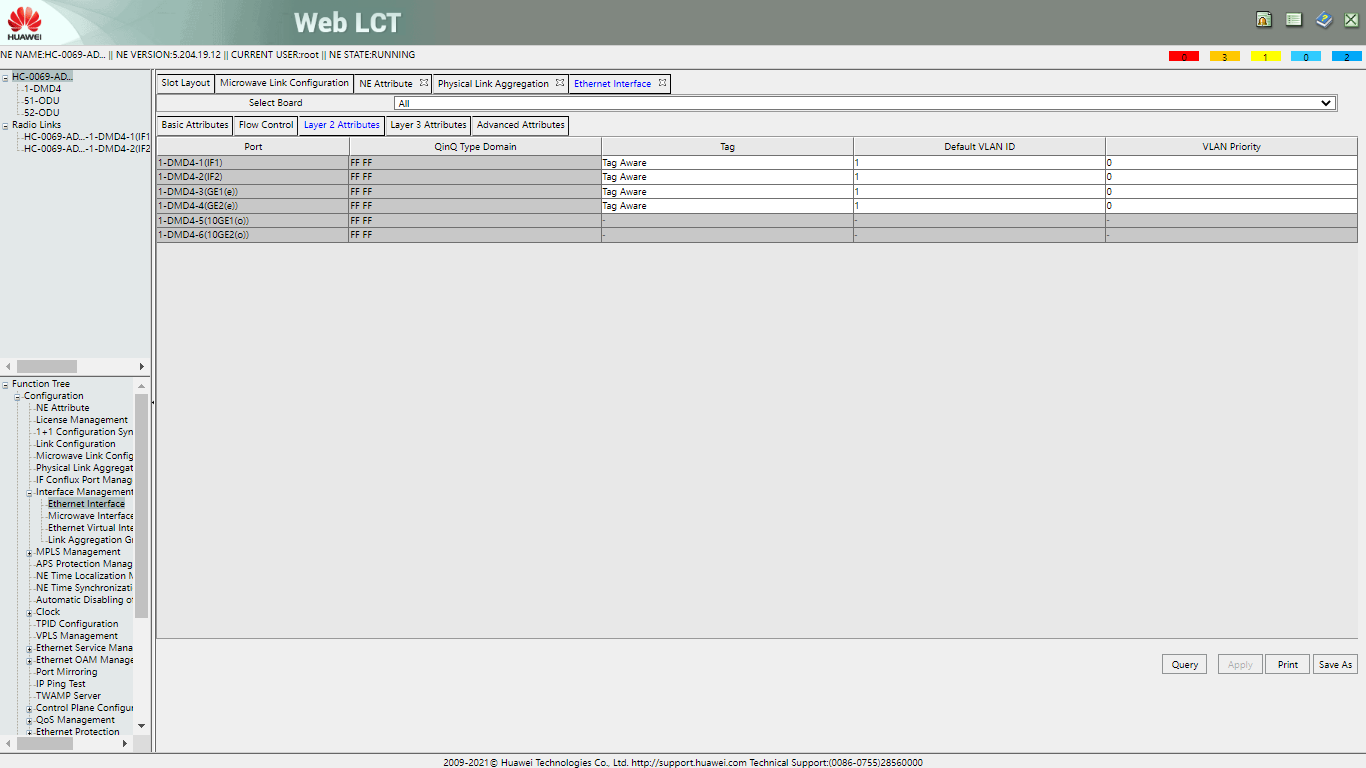 HUAWEI
Web LCT
NE NAME:HC-0069-AD... || NE VERSION:5.204.19.12 || CURRENT USER:root || NE STATE:RUNNING
0 3 1 0 2
HC-0069-AD...
1-DMD4
51-ODU
52-ODU
Radio Links
HC-0069-AD...-1-DMD4-1(IF1
HC-0069-AD...-1-DMD4-2(IF2
Slot Layout Microwave Link Configuration NE Attribute Physical Link Aggregation Ethernet Interface
Select Board All
Basic Attributes Flow Control Layer 2 Attributes Layer 3 Attributes Advanced Attributes
Port QinQ Type Domain Tag Default VLAN ID VLAN Priority
1-DMD4-1(IF1) FF FF Tag Aware 1 0
1-DMD4-2(IF2) FF FF Tag Aware 1 0
1-DMD4-3(GE1(e)) FF FF Tag Aware 1 0
1-DMD4-4(GE2(e)) FF FF Tag Aware 1 0
1-DMD4-5(10GE1(o)) FF FF - - -
1-DMD4-6(10GE2(o)) FF FF - - -
Function Tree
Configuration
NE Attribute
License Management
1+1 Configuration Syn
Link Configuration
Microwave Link Config
Physical Link Aggregat
IF Conflux Port Manag
Interface Management
Ethernet Interface
Microwave Interface
Ethernet Virtual Inte
Link Aggregation Gr
MPLS Management
APS Protection Manag
NE Time Localization M
NE Time Synchronizati
Automatic Disabling of
Clock
TPID Configuration
VPLS Management
Ethernet Service Mana
Ethernet OAM Manage
Port Mirroring
IP Ping Test
TWAMP Server
Control Plane Configur
QoS Management
Ethernet Protection
Query Apply Print Save As
2009-2021© Huawei Technologies Co., Ltd. http://support.huawei.com Technical Support:(0086-0755)28560000